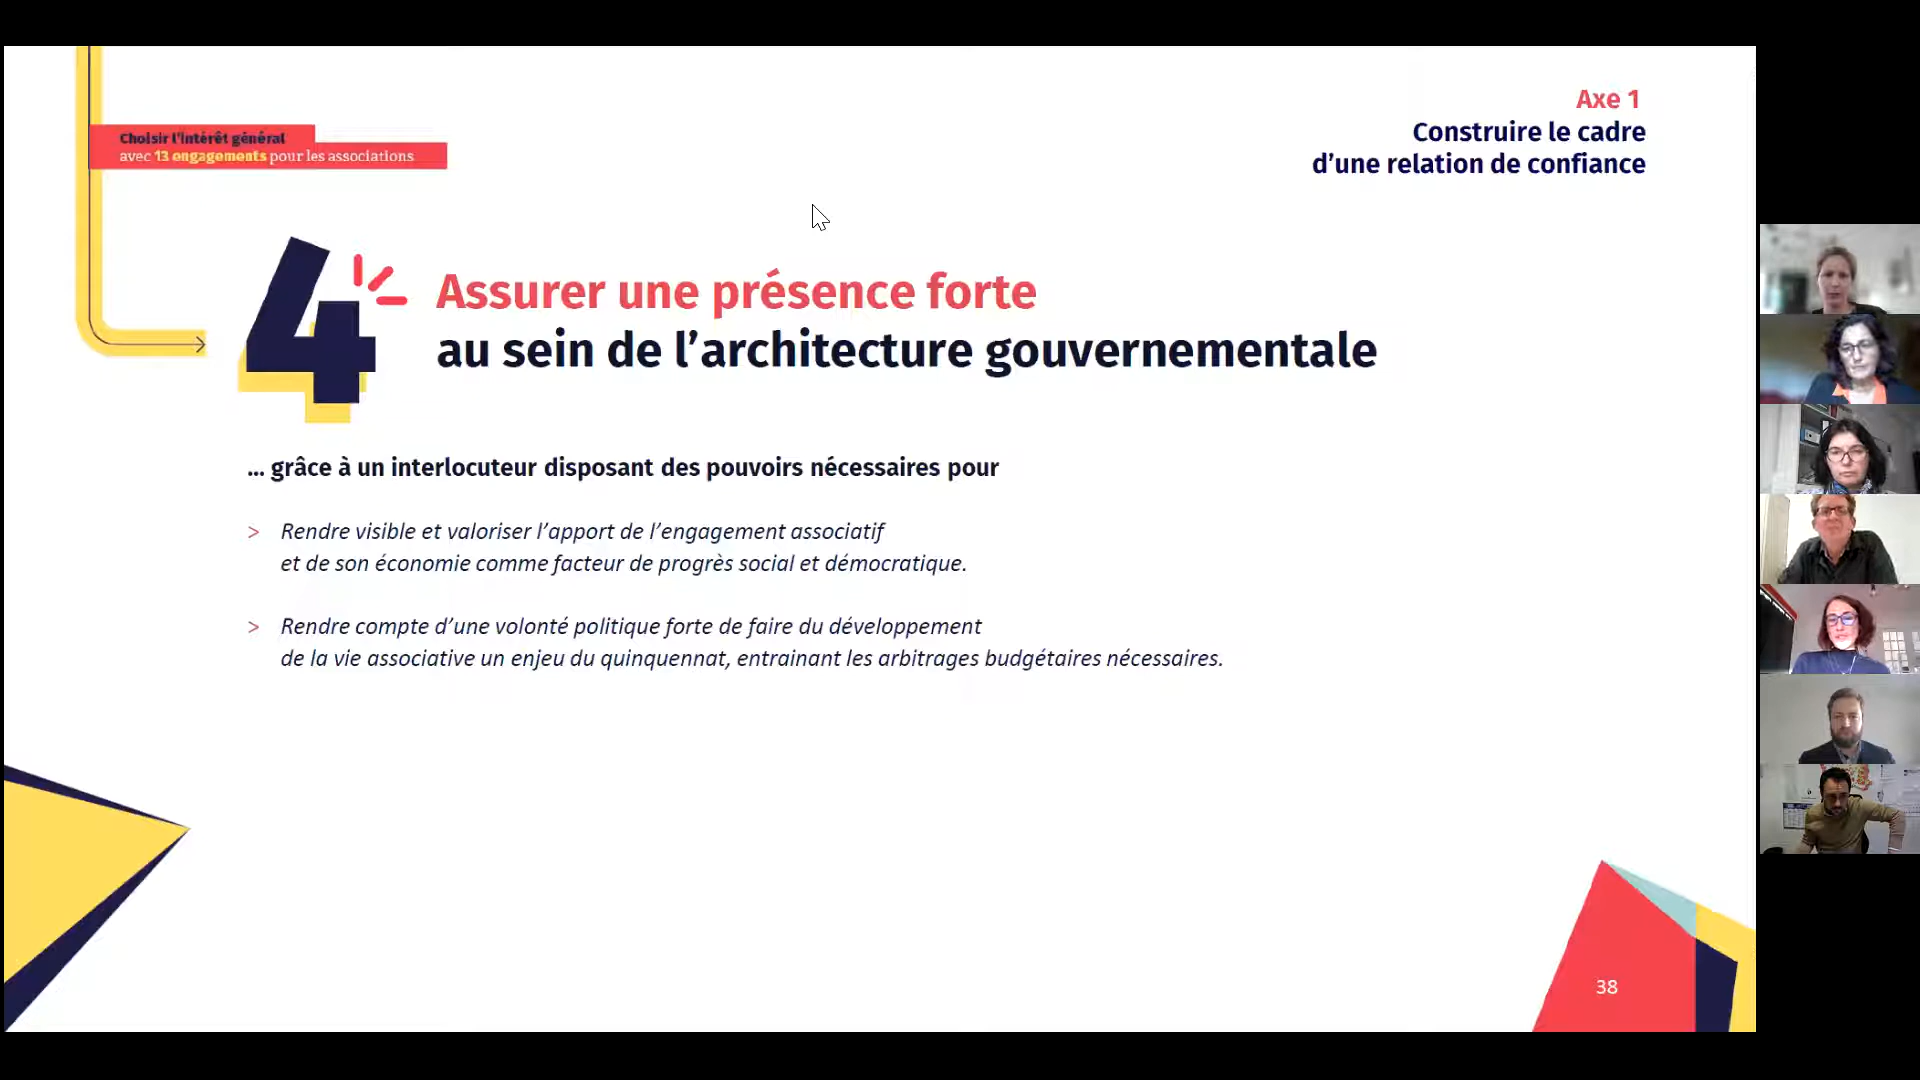 Choisir l'intérêt général
avec 13 engagements pour les associations
Axe 1
Construire le cadre
d’une relation de confiance
4
Assurer une présence forte
au sein de l’architecture gouvernementale
... grâce à un interlocuteur disposant des pouvoirs nécessaires pour
> Rendre visible et valoriser l’apport de l’engagement associatif
et de son économie comme facteur de progrès social et démocratique.
> Rendre compte d’une volonté politique forte de faire du développement
de la vie associative un enjeu du quinquennat, entrainant les arbitrages budgétaires nécessaires.
38